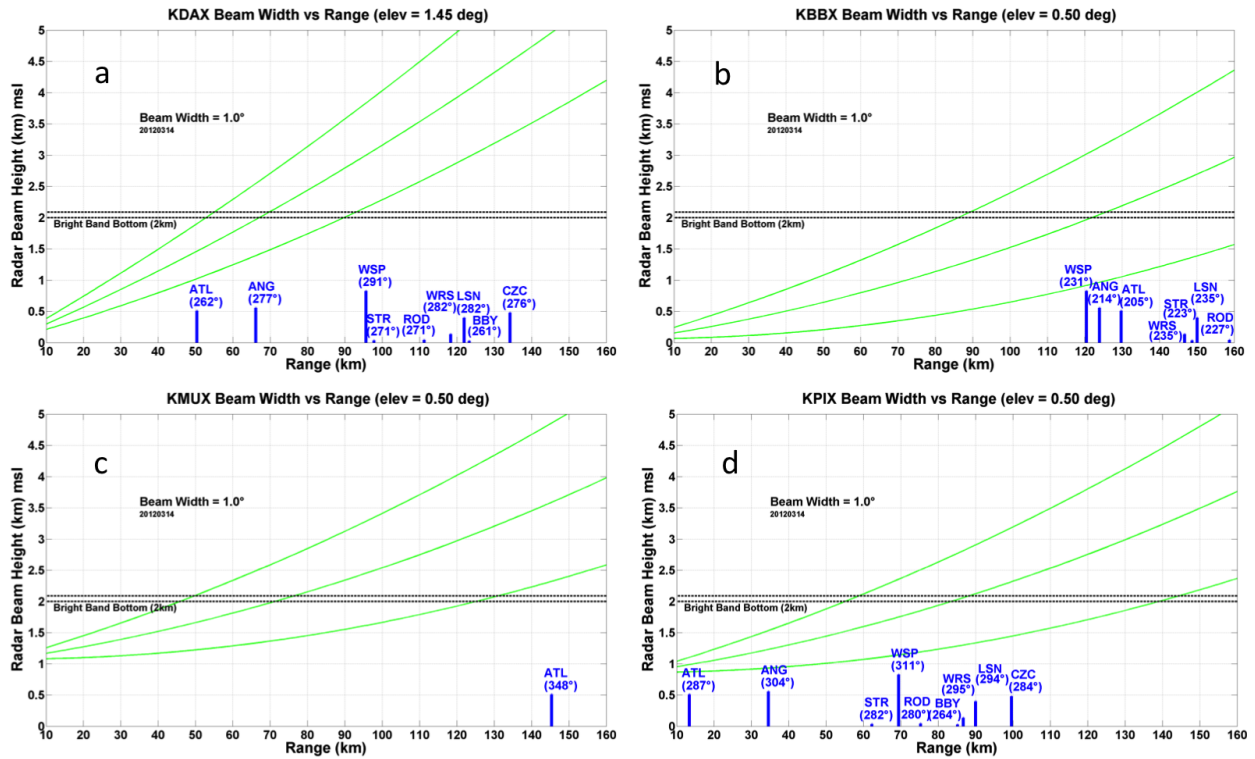 KDAX Beam Width vs Range (elev = 1.45 deg)
Radar Beam Height (km) msl
5
4.5
4
3.5
3
2.5
2
1.5
1
0.5
0
a
Beam Width = 1.0°
20120314
Bright Band Bottom (2km)
ATL
(262°)
ANG
(277°)
WSP
(291°)
STR
(271°)
ROD
(271°)
WRS
(282°)
LSN
(282°)
BBY
(261°)
CZC
(276°)
10 20 30 40 50 60 70 80 90 100 110 120 130 140 150 160
Range (km)
KBBX Beam Width vs Range (elev = 0.50 deg)
Radar Beam Height (km) msl
5
4.5
4
3.5
3
2.5
2
1.5
1
0.5
0
b
Beam Width = 1.0°
20120314
Bright Band Bottom (2km)
WSP
(231°)
ANG
(214°)
ATL
(205°)
WRS
(235°)
STR
(223°)
LSN
(235°)
ROD
(227°)
10 20 30 40 50 60 70 80 90 100 110 120 130 140 150 160
Range (km)
KMUX Beam Width vs Range (elev = 0.50 deg)
Radar Beam Height (km) msl
5
4.5
4
3.5
3
2.5
2
1.5
1
0.5
0
c
Beam Width = 1.0°
20120314
Bright Band Bottom (2km)
ATL
(348°)
10 20 30 40 50 60 70 80 90 100 110 120 130 140 150 160
Range (km)
KPIX Beam Width vs Range (elev = 0.50 deg)
Radar Beam Height (km) msl
5
4.5
4
3.5
3
2.5
2
1.5
1
0.5
0
d
Beam Width = 1.0°
20120314
Bright Band Bottom (2km)
ATL
(287°)
ANG
(304°)
STR
(282°)
WSP
(311°)
ROD
(280°)
BBY
(264°)
WRS
(295°)
LSN
(294°)
CZC
(284°)
10 20 30 40 50 60 70 80 90 100 110 120 130 140 150 160
Range (km)